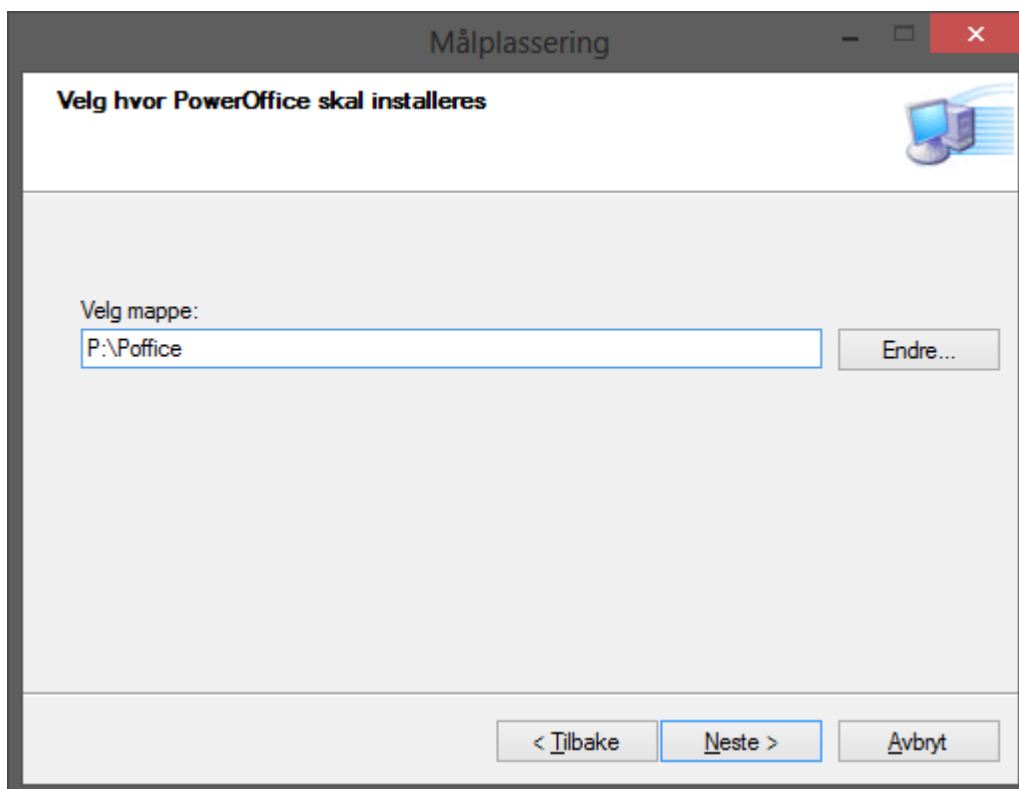 Målplassering
Velg hvor PowerOffice skal installeres
Velg mappe:
P:\Poffice
Endre...
< Tilbake
Neste >
Avbryt